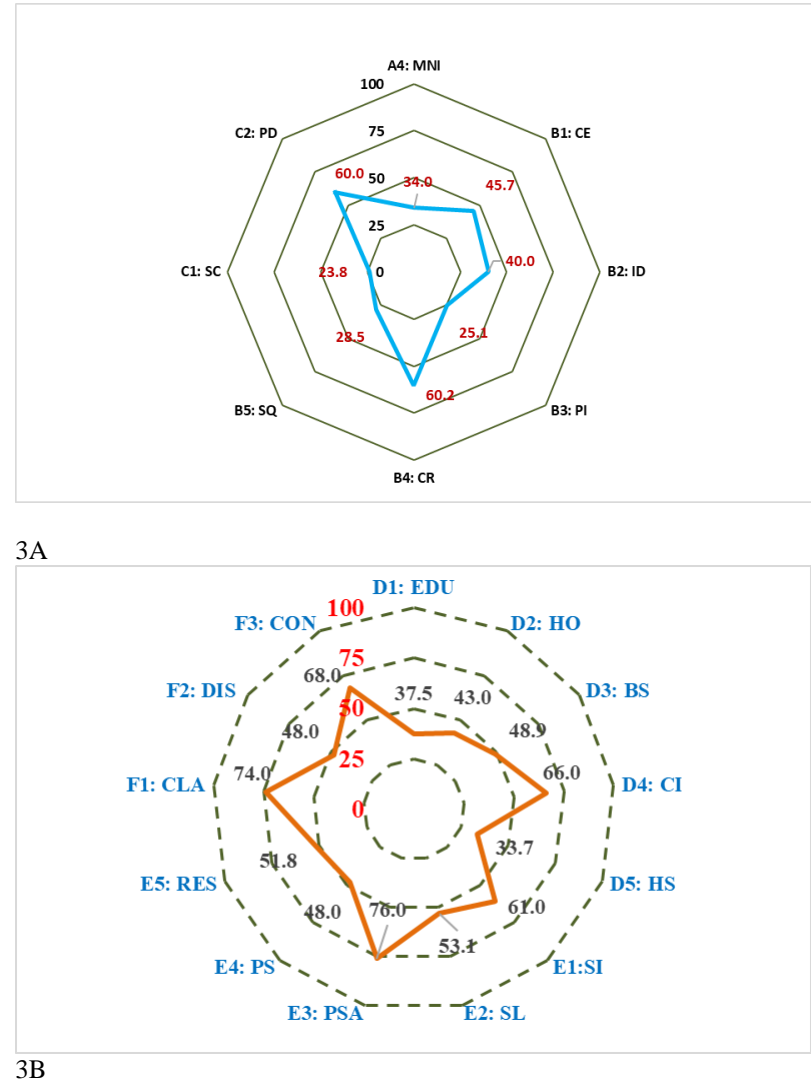 A4: MNI
100
C2: PD
B1: CE
75
60.0
50
34.0
45.7
25
40.0
C1: SC
23.8
0
B2: ID
28.5
25.1
60.2
B5: SQ
B3: PI
B4: CR
3A
D1: EDU
100
F3: CON
D2: HO
75
68.0
F2: DIS
37.5
43.0
D3: BS
50
48.0
48.9
25
74.0
66.0
F1: CLA
D4: CI
0
33.7
51.8
E5: RES
D5: HS
48.0
76.0
61.0
53.1
E4: PS
E1:SI
E3: PSA
E2: SL
3B